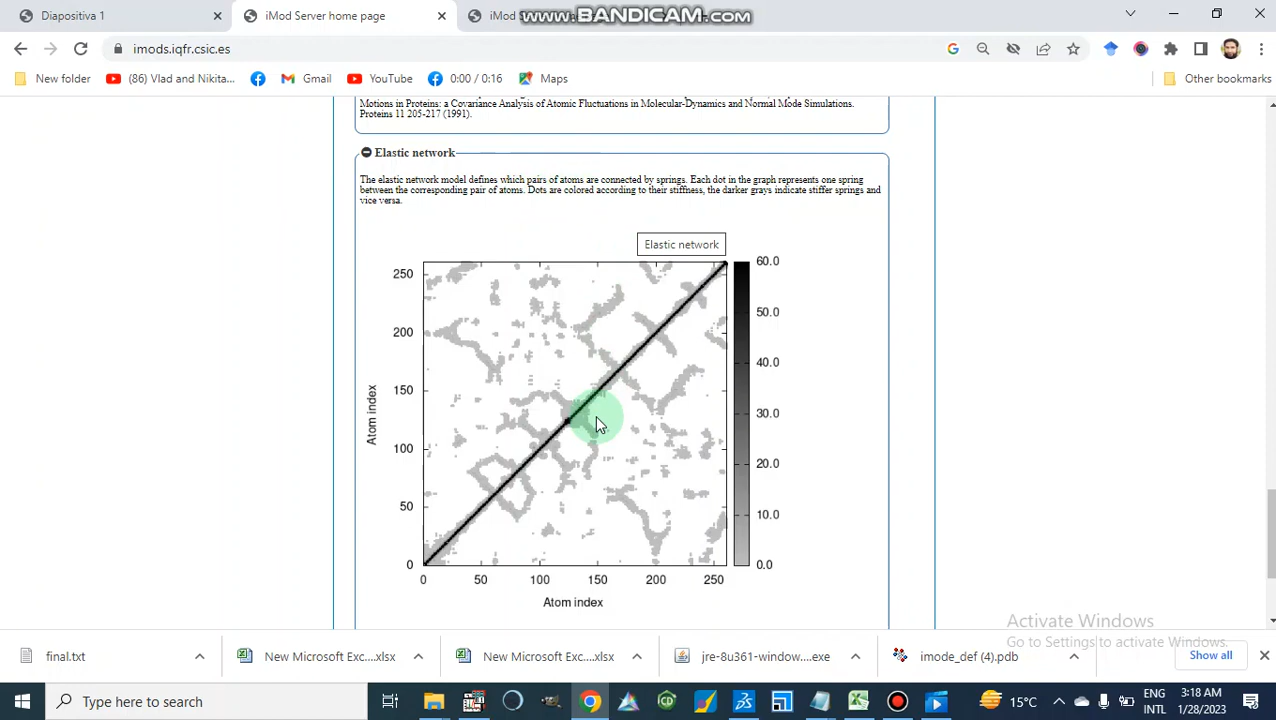 Diapositiva 1
iMod Server home page
iMod S
WWW.BANDICAM.COM
imods.iqfr.csic.es
New folder
(86) Vlad and Nikita...
Gmail
YouTube
0:00 / 0:16
Maps
Other bookmarks
Motions in Proteins: a Covariance Analysis of Atomic Fluctuations in Molecular-Dynamics and Normal Mode Simulations.
Proteins 11 205-217 (1991).
Elastic network
The elastic network model defines which pairs of atoms are connected by springs. Each dot in the graph represents one spring
between the corresponding pair of atoms. Dots are colored according to their stiffness, the darker grays indicate stiffer springs and
vice versa.
Elastic network
250
200
150
100
50
0
Atom index
0 50 100 150 200 250
Atom index
60.0
50.0
40.0
30.0
20.0
10.0
0.0
Activate Windows
Go to Settings to activate Windows.
final.txt
New Microsoft Exc....xlgx
New Microsoft Exc....xlsx
jre-8u361-window....exe
imode_def (4).pdb
Show all
Type here to search
15°C
ENG
INTL
3:18 AM
1/28/2023